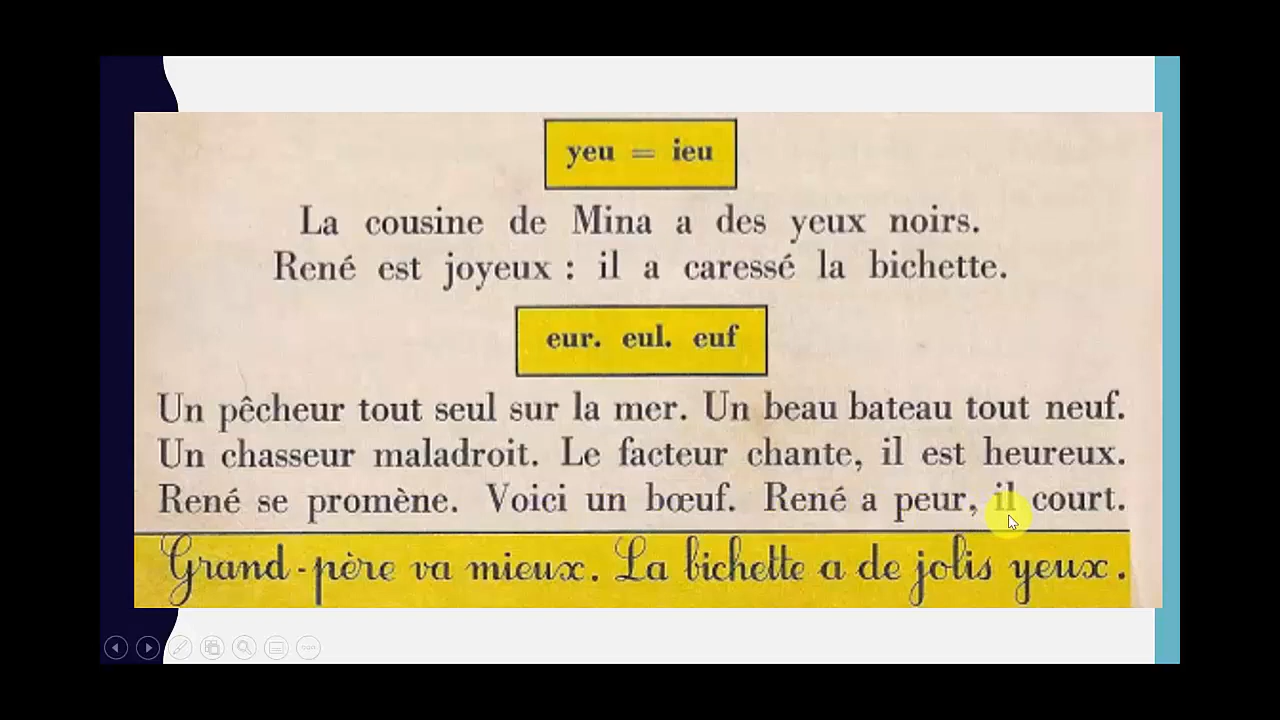 yeu = ieu
La cousine de Mina a des yeux noirs.
René est joyeux : il a caressé la bichette.
eur. eul. euf
Un pêcheur tout seul sur la mer. Un beau bateau tout neuf.
Un chasseur maladroit. Le facteur chante, il est heureux.
René se promène. Voici un bœuf. René a peur, il court.
Grand-père va mieux. La bichette a de jolis yeux.